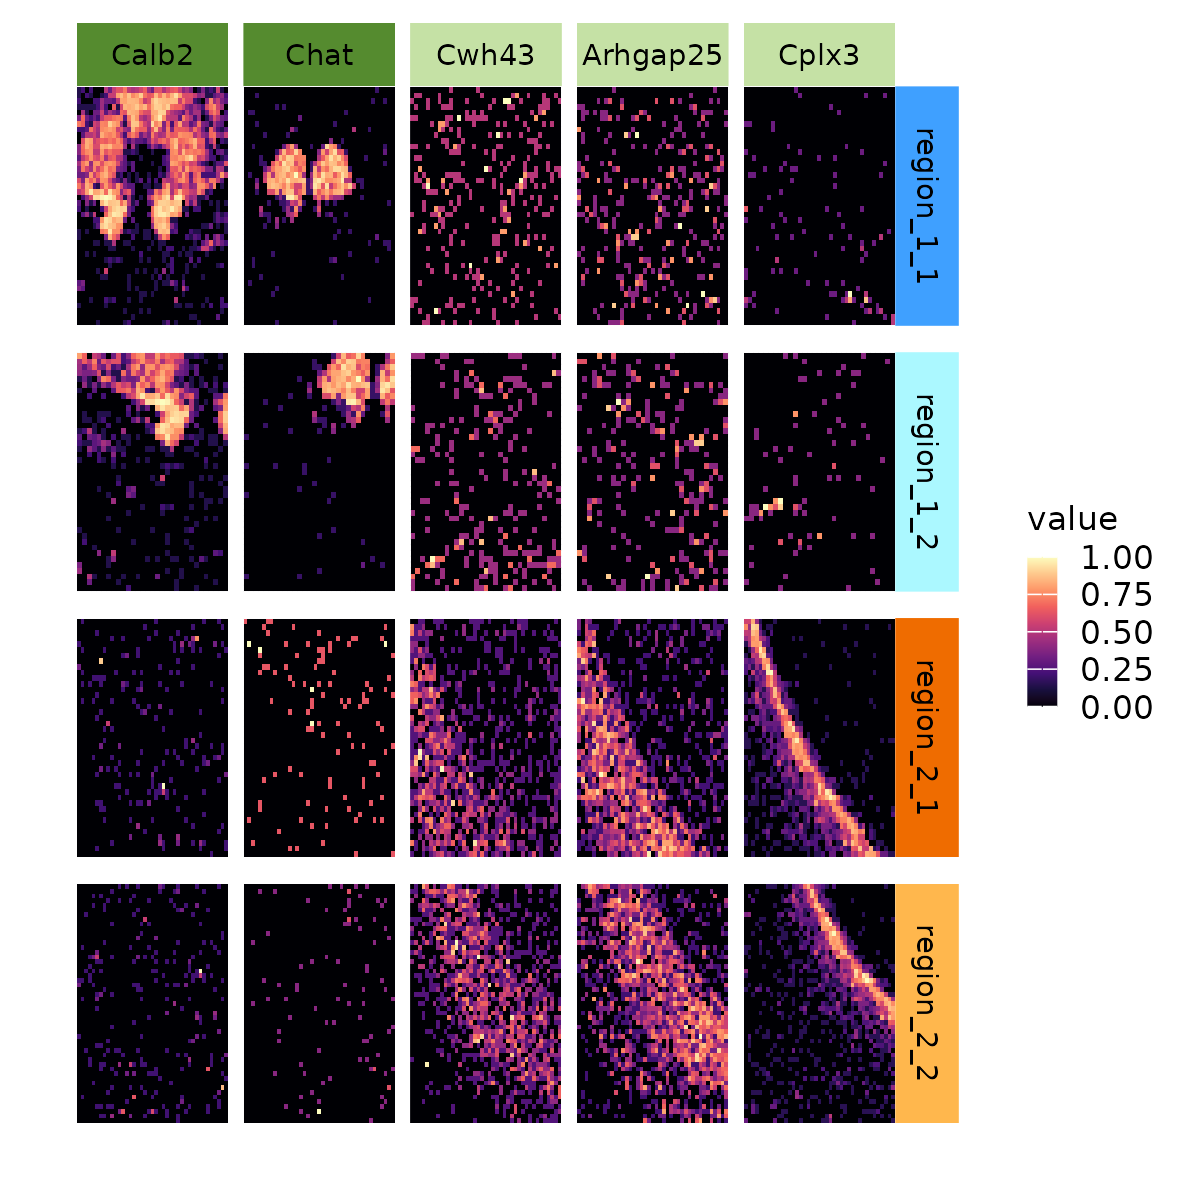 Calb2 Chat Cwh43 Arhgap25 Cplx3
region_1_1
region_1_2
region_2_1
region_2_2
value
1.00
0.75
0.50
0.25
0.00